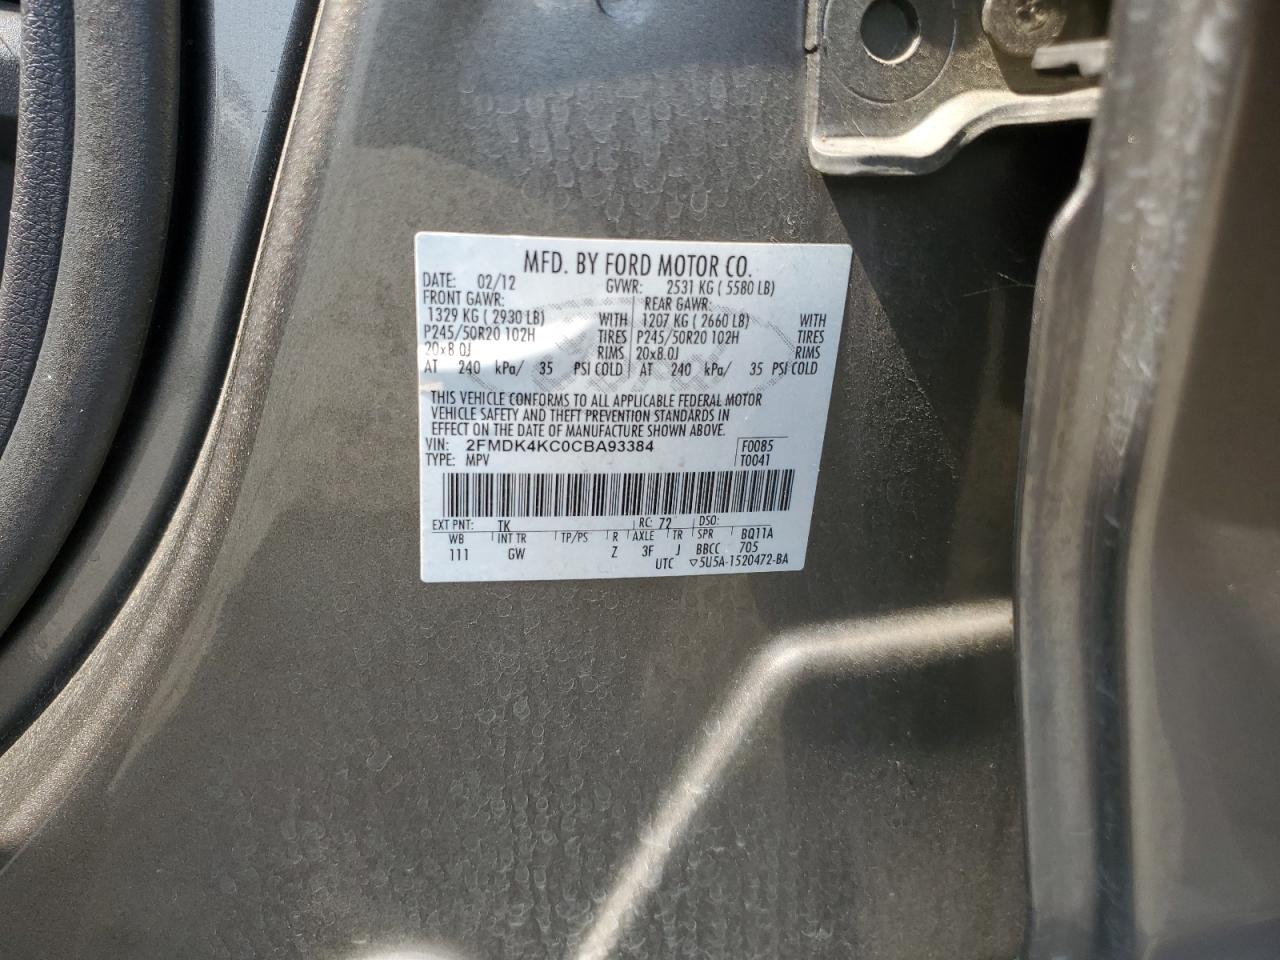 MFD. BY FORD MOTOR CO.
DATE: 02/12 GVWR: 2531 KG ( 5580 LB)
FRONT GAWR: REAR GAWR:
1329 KG ( 2930 LB) WITH 1207 KG ( 2660 LB) WITH
P245/50R20 102H TIRES P245/50R20 102H TIRES
20x8.0J RIMS 20x8.0J RIMS
AT 240 kPa/ 35 PSI COLD AT 240 kPa/ 35 PSI COLD
THIS VEHICLE CONFORMS TO ALL APPLICABLE FEDERAL MOTOR
VEHICLE SAFETY AND THEFT PREVENTION STANDARDS IN
EFFECT ON THE DATE OF MANUFACTURE SHOWN ABOVE.
VIN: 2FMDK4KC0CBA93384 F0085
TYPE: MPV T0041
EXT PNT: TK RC: 72 DSO:
WB INT TR TP/PS R AXLE TR SPR BQ11A
111 GW Z 3F J BBCC 705
UTC ▽5U5A-1520472-BA